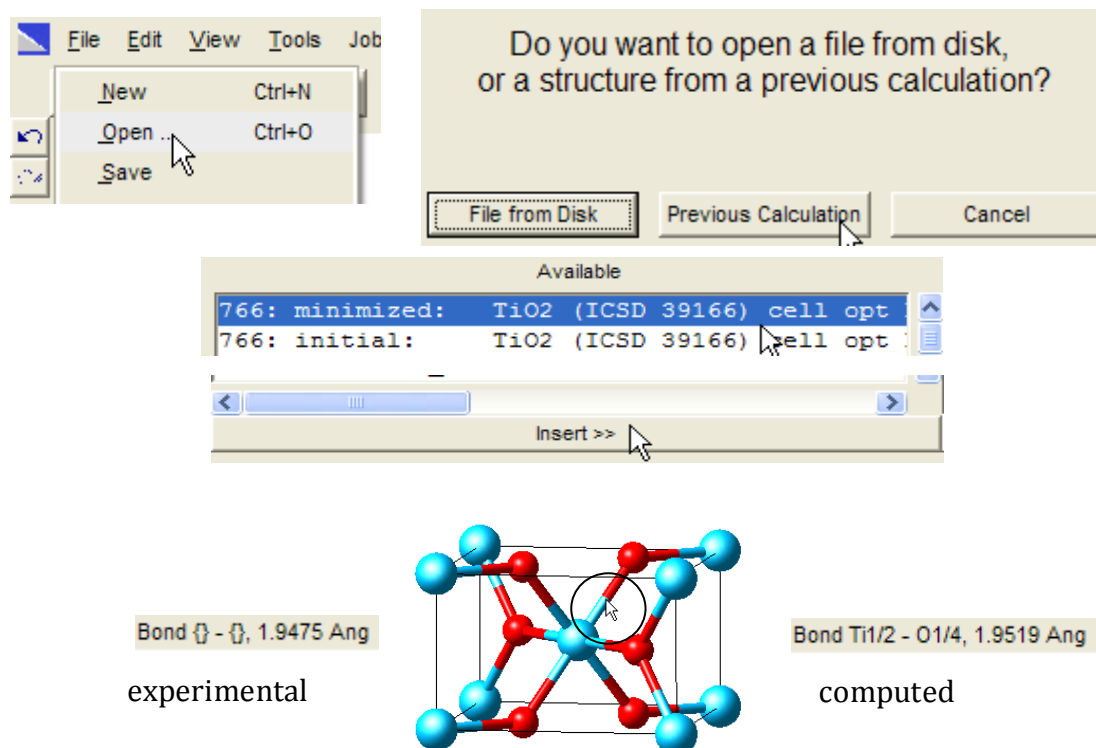 File Edit View Tools Job
New Ctrl+N
Open .. Ctrl+O
Save
Do you want to open a file from disk,
or a structure from a previous calculation?
File from Disk Previous Calculation Cancel
Available
766: minimized: TiO2 (ICSD 39166) cell opt
766: initial: TiO2 (ICSD 39166) cell opt
Insert >>
Bond {} - {}, 1.9475 Ang
experimental
Bond Ti1/2 - O1/4, 1.9519 Ang
computed